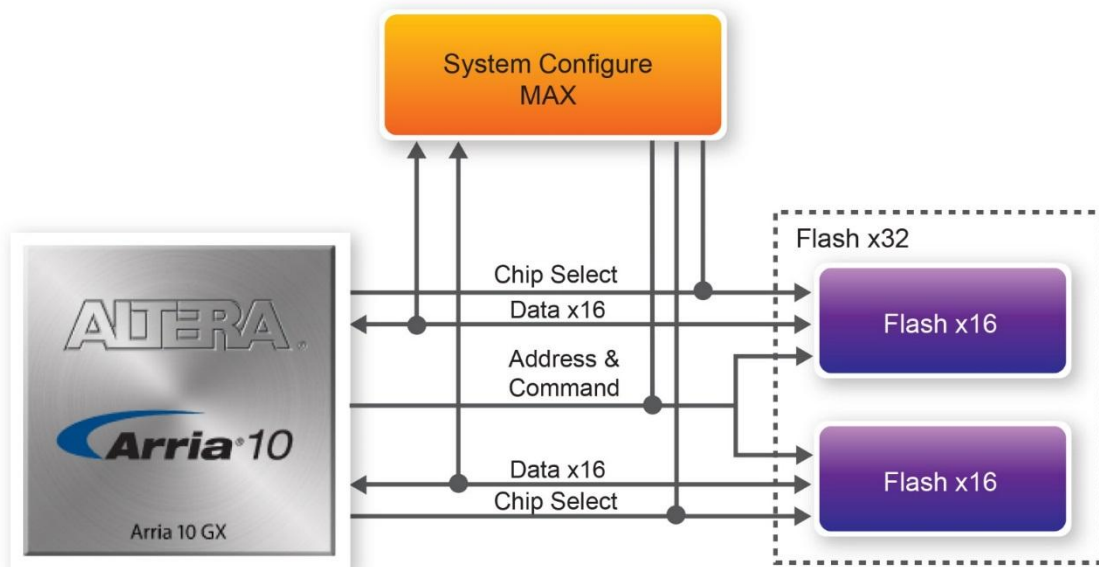 System Configure
MAX
Flash x32
Chip Select
Data x16
Flash x16
Address &
Command
ALTERA®
Arria® 10
Data x16
Chip Select
Flash x16
Arria 10 GX